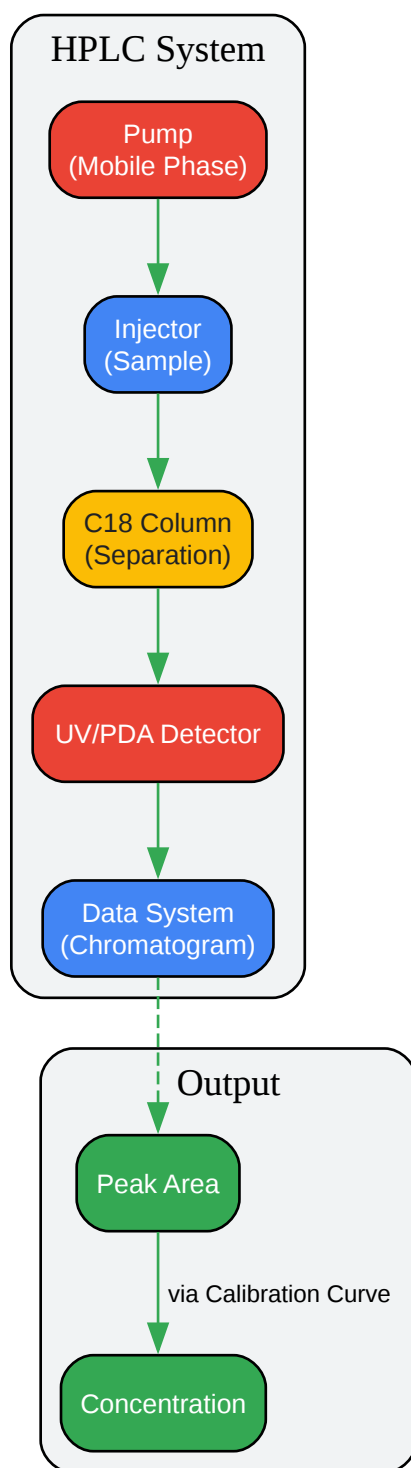 HPLC System
Pump
(Mobile Phase)
Injector
(Sample)
C18 Column
(Separation)
UV/PDA Detector
Data System
(Chromatogram)
Output
Peak Area
via Calibration Curve
Concentration